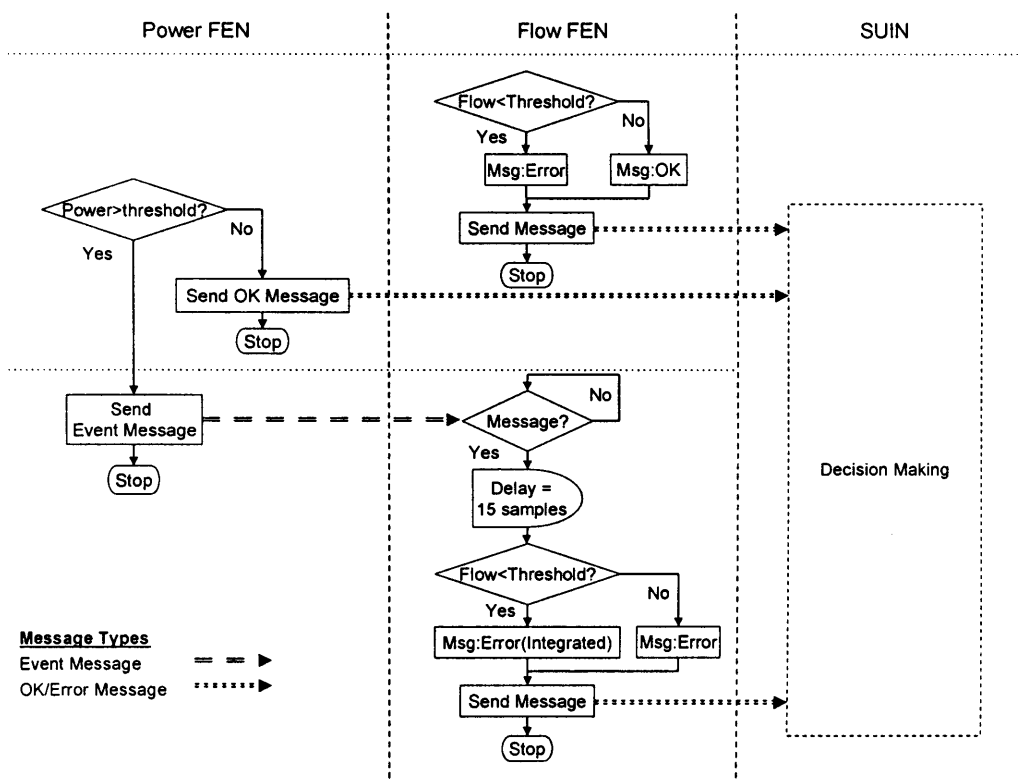 Power FEN
Flow FEN
SUIN
Flow<Threshold?
Yes
No
Msg:Error
Msg:OK
Send Message
Stop
Power>threshold?
No
Yes
Send OK Message
Stop
Send
Event Message
Stop
Message?
No
Yes
Delay =
15 samples
Flow<Threshold?
Yes
No
Msg:Error(Integrated)
Msg:Error
Send Message
Stop
Decision Making
Message Types
Event Message
OK/Error Message